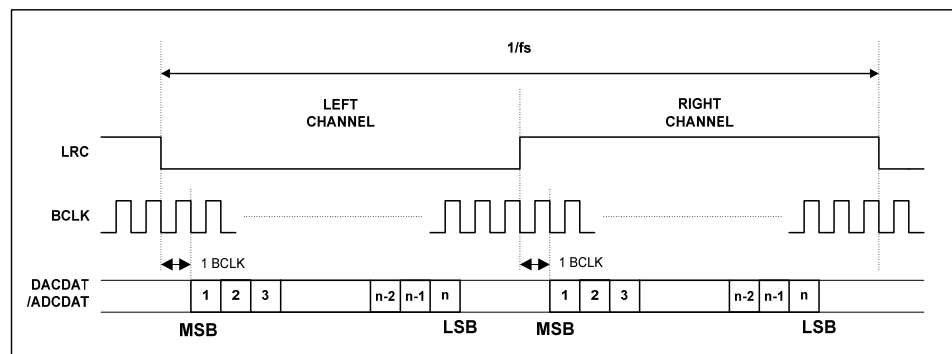 1/fs
LEFT
CHANNEL
RIGHT
CHANNEL
LRC
BCLK
1 BCLK
1 BCLK
DACDAT
/ADCDAT
1 2 3 n-2 n-1 n 1 2 3 n-2 n-1 n
MSB LSB MSB LSB